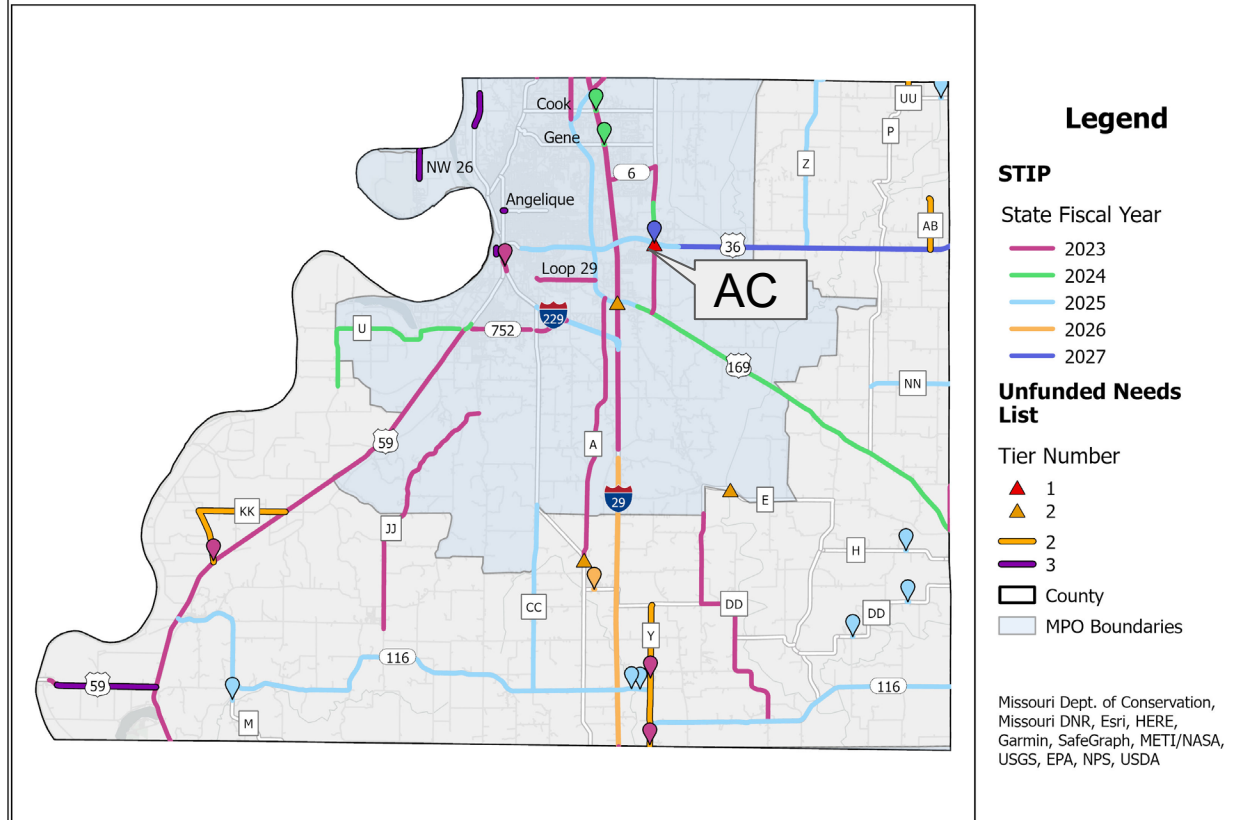 Cook
Gene
NW 26
Angelique
Loop 29
6
36
AC
UU
P
Z
AB
229
U
752
169
NN
59
A
29
E
KK
JJ
H
CC
DD
DD
Y
116
59
116
M
Legend
STIP
State Fiscal Year
2023
2024
2025
2026
2027
Unfunded Needs
List
Tier Number
1
2
2
3
County
MPO Boundaries
Missouri Dept. of Conservation,
Missouri DNR, Esri, HERE,
Garmin, SafeGraph, METI/NASA,
USGS, EPA, NPS, USDA